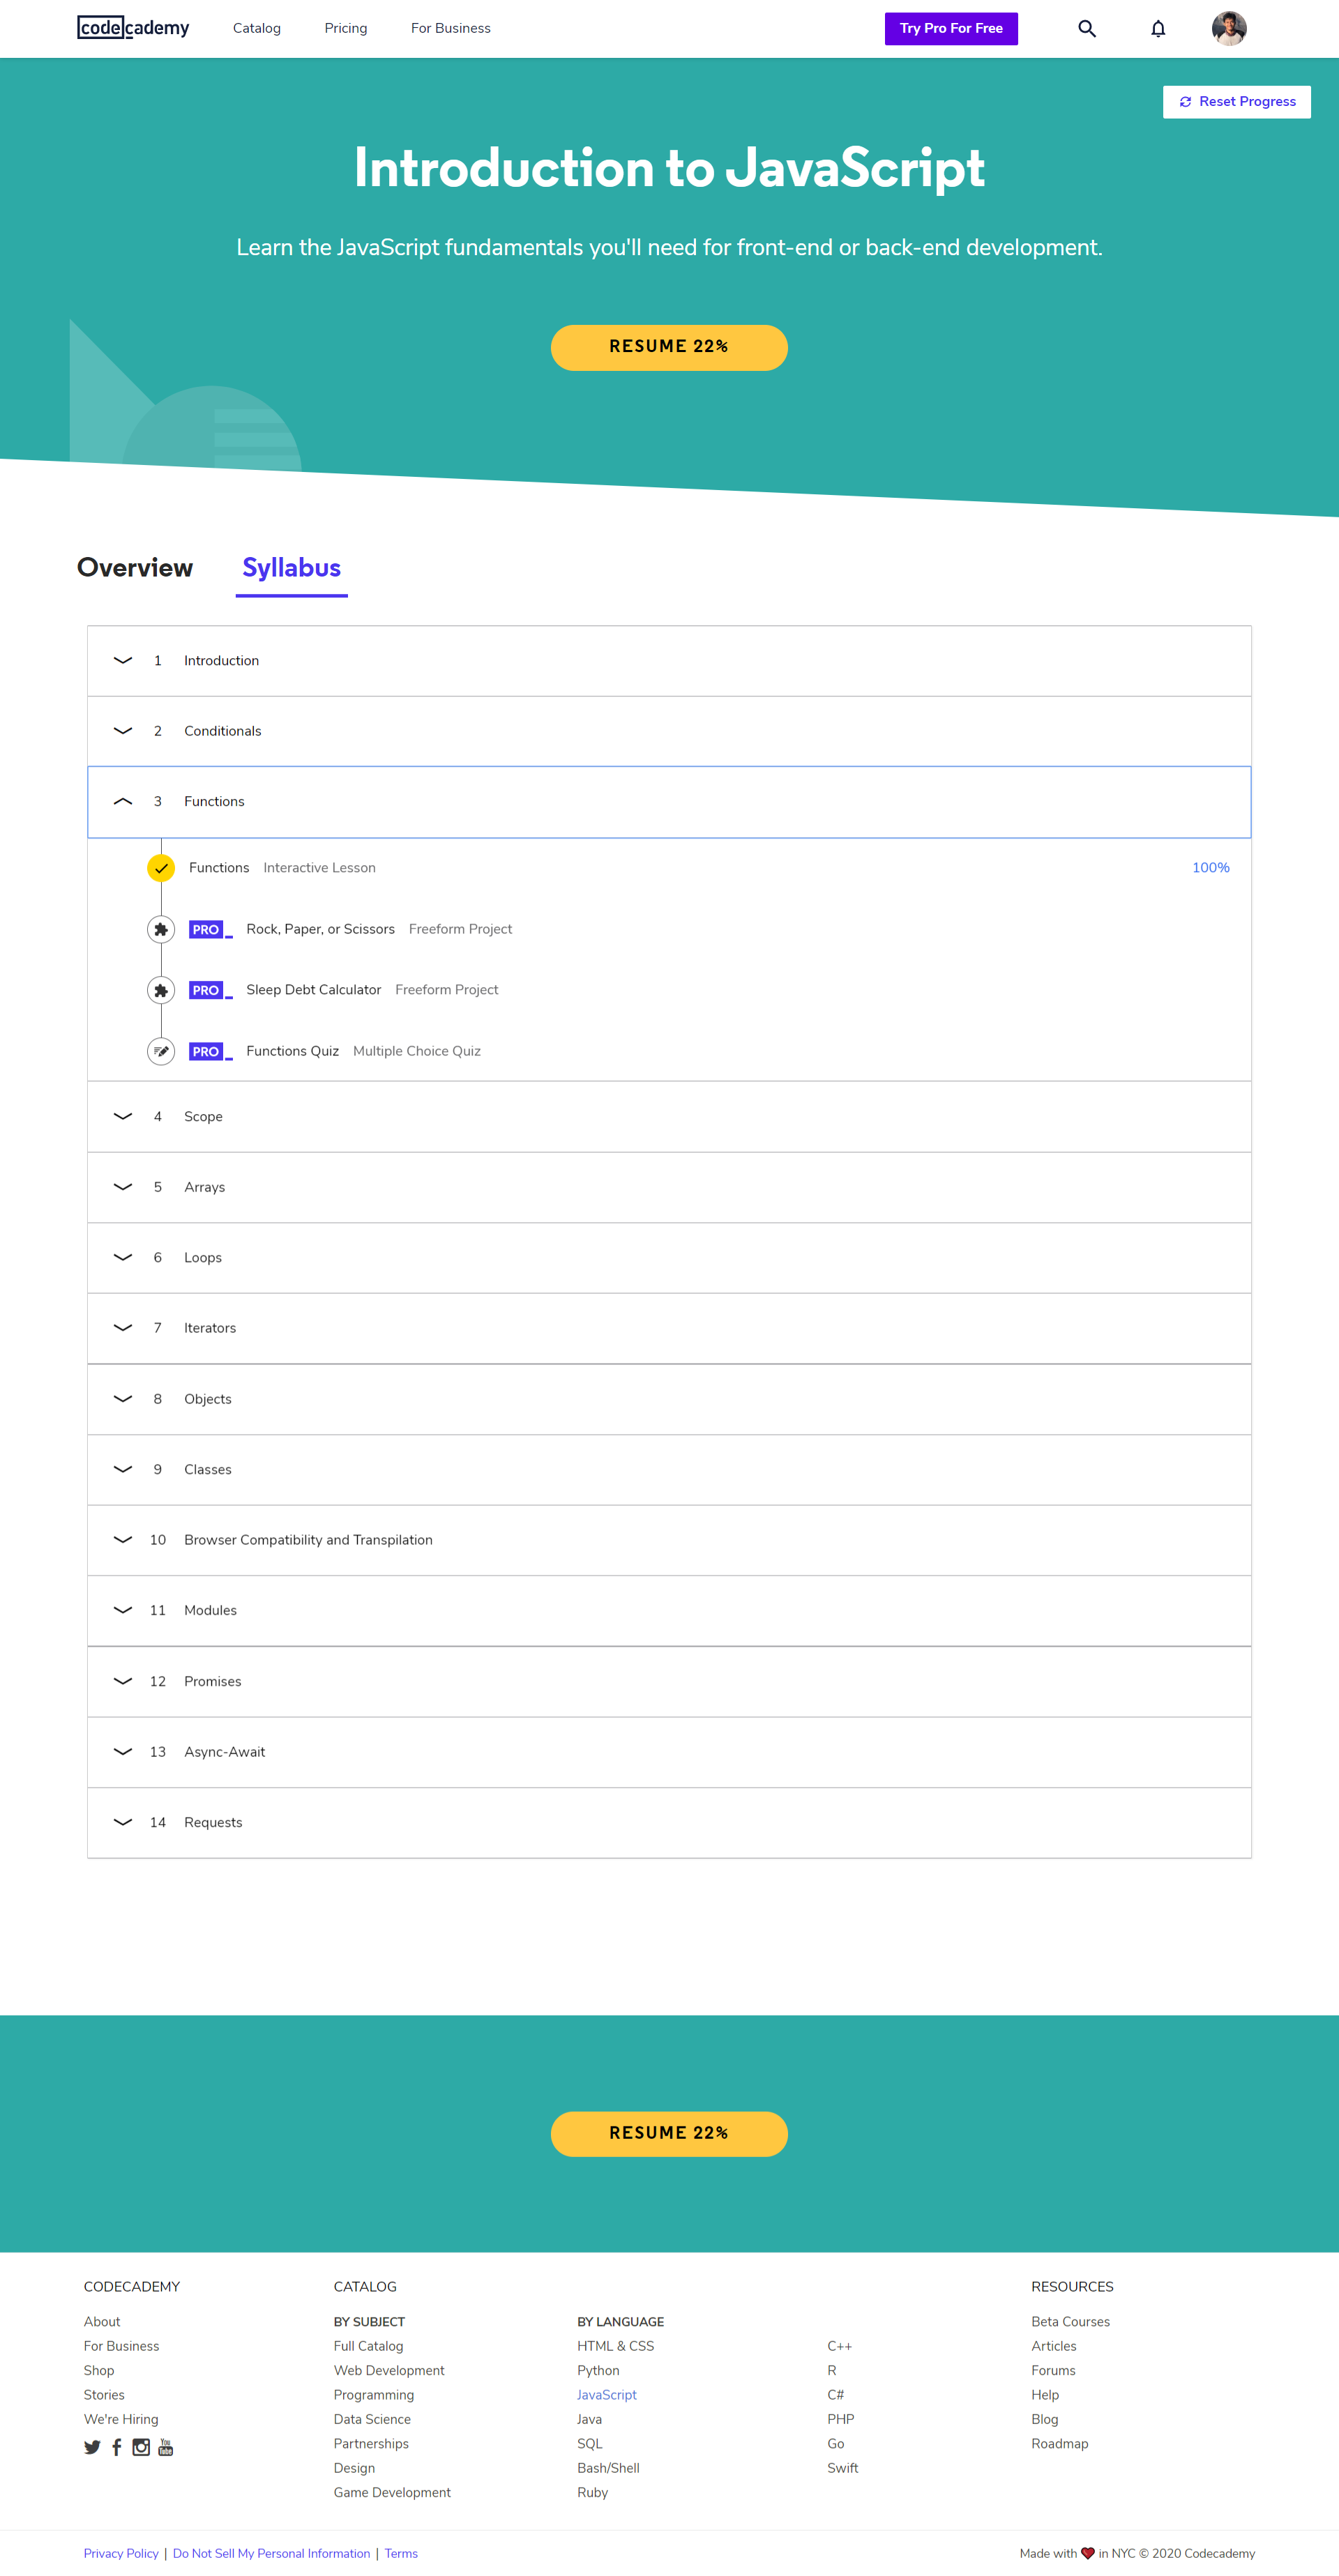 codecademy
Catalog Pricing For Business Try Pro For Free
Reset Progress
Introduction to JavaScript
Learn the JavaScript fundamentals you'll need for front-end or back-end development.
RESUME 22%
Overview Syllabus
1 Introduction
2 Conditionals
3 Functions
Functions Interactive Lesson 100%
PRO_ Rock, Paper, or Scissors Freeform Project
PRO_ Sleep Debt Calculator Freeform Project
PRO_ Functions Quiz Multiple Choice Quiz
4 Scope
5 Arrays
6 Loops
7 Iterators
8 Objects
9 Classes
10 Browser Compatibility and Transpilation
11 Modules
12 Promises
13 Async-Await
14 Requests
RESUME 22%
CODECADEMY
About
For Business
Shop
Stories
We're Hiring
You Tube
CATALOG
BY SUBJECT
Full Catalog
Web Development
Programming
Data Science
Partnerships
Design
Game Development
BY LANGUAGE
HTML & CSS
Python
JavaScript
Java
SQL
Bash/Shell
Ruby
C++
R
C#
PHP
Go
Swift
RESOURCES
Beta Courses
Articles
Forums
Help
Blog
Roadmap
Privacy Policy | Do Not Sell My Personal Information | Terms
Made with ❤ in NYC © 2020 Codecademy